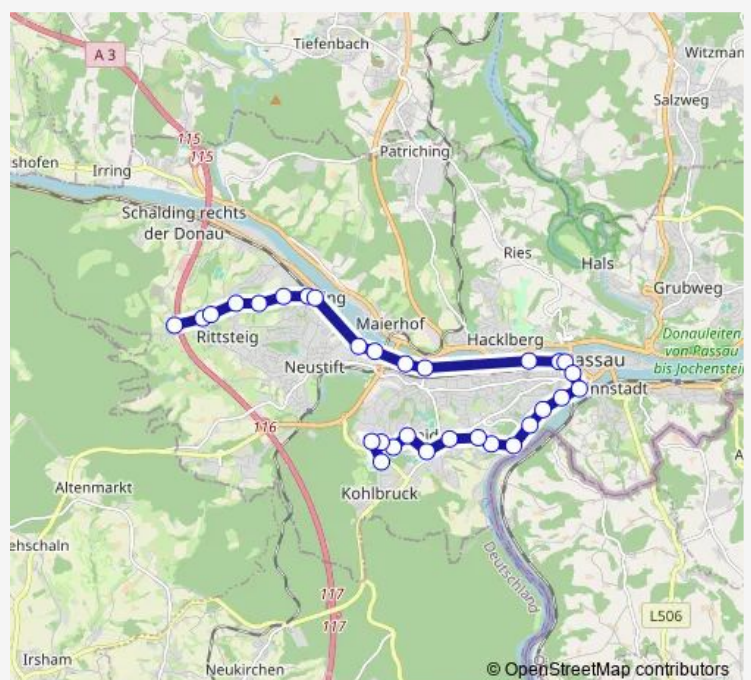 Tiefenbach
Witzman
A 3
Salzweg
115
115
Patriching
shofen
Irring
Schalding rechts
der Donau
Ries
Hals
Grubweg
ng
Maierhof
Hacklberg
Donauleiten
von Passau
bis Jochenstein
Rittsteig
assau
Neustift
nnstadt
116
eid
Altenmarkt
Kohlbruck
ehschaln
A
Deutschland
117
117
L506
Irsham
Neukirchen
© OpenStreetMap contributors